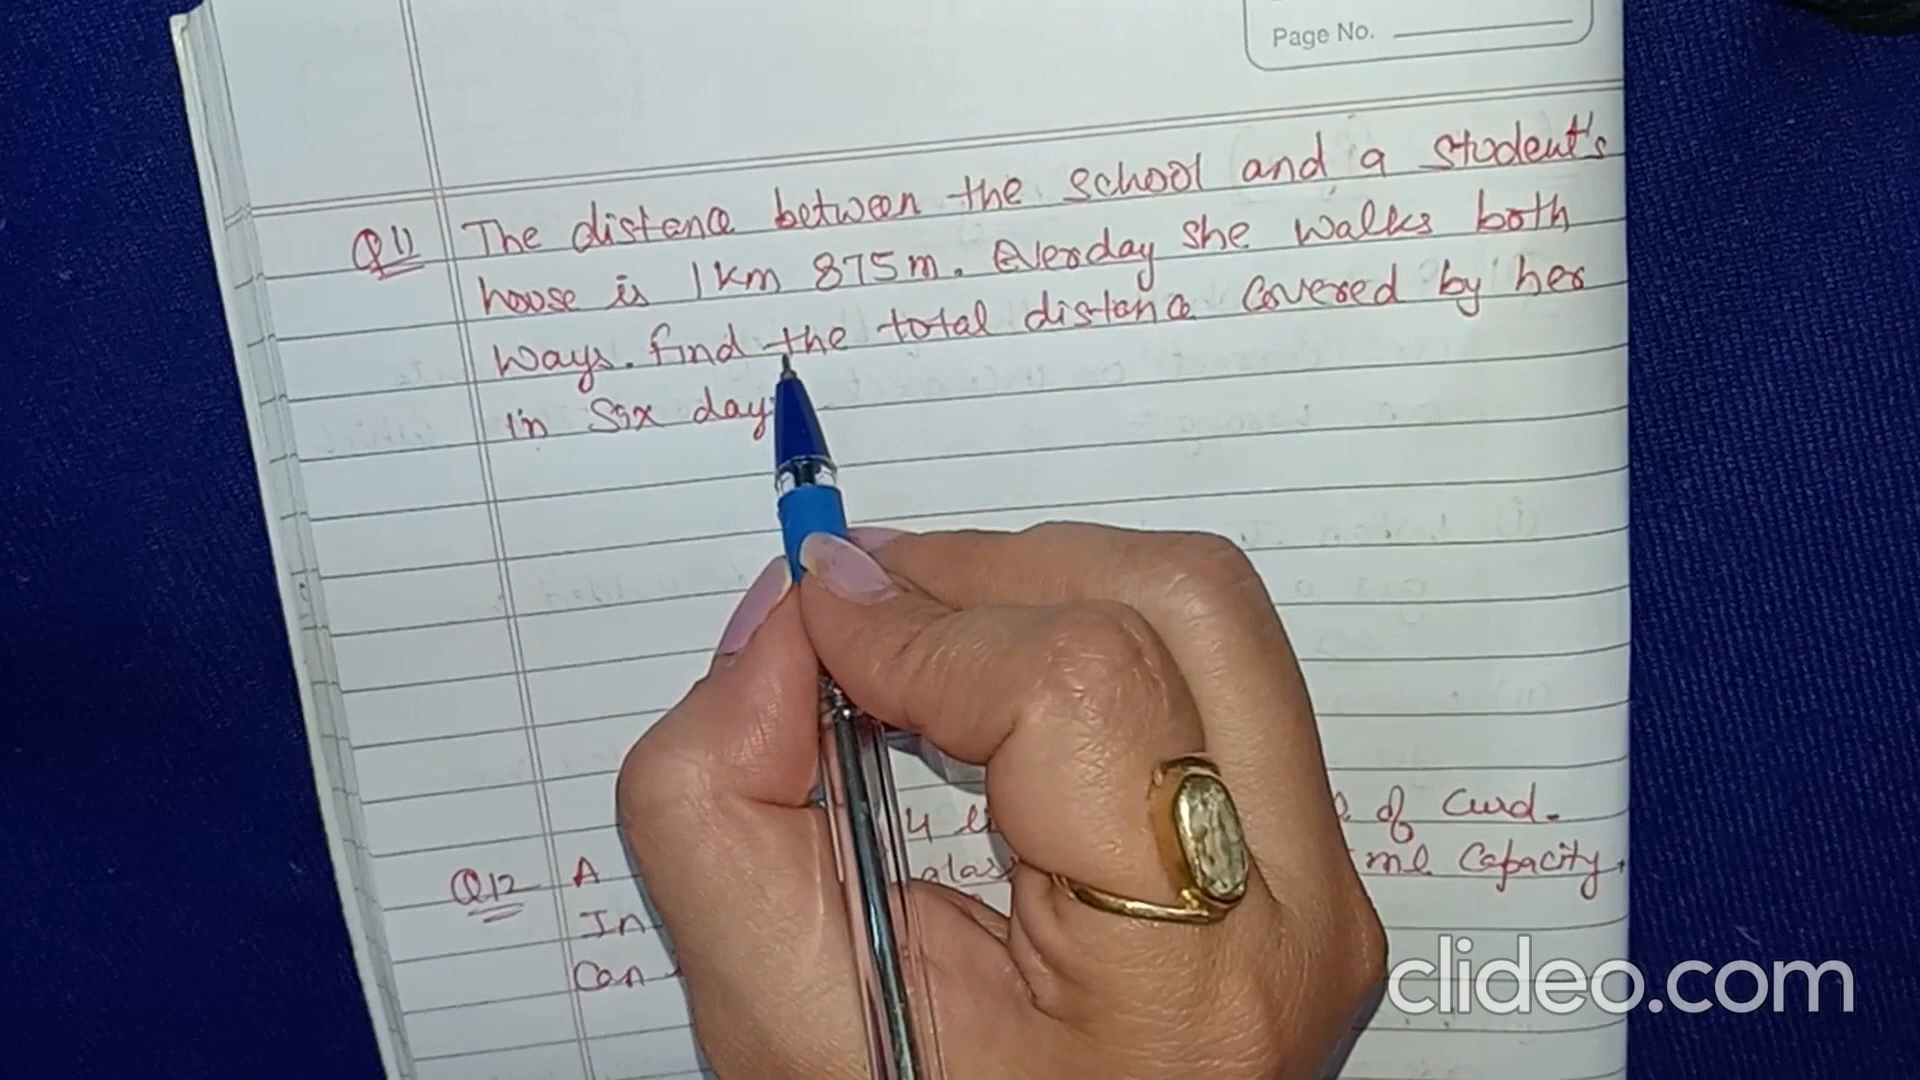 Page No.
Q11 The distance between the school and a student's
house is 1km 875m. Everday she walks both
ways. find the total distance covered by her
in Six day
of Curd.
Q12 A glass ml Capacity.
In
Can
clideo.com